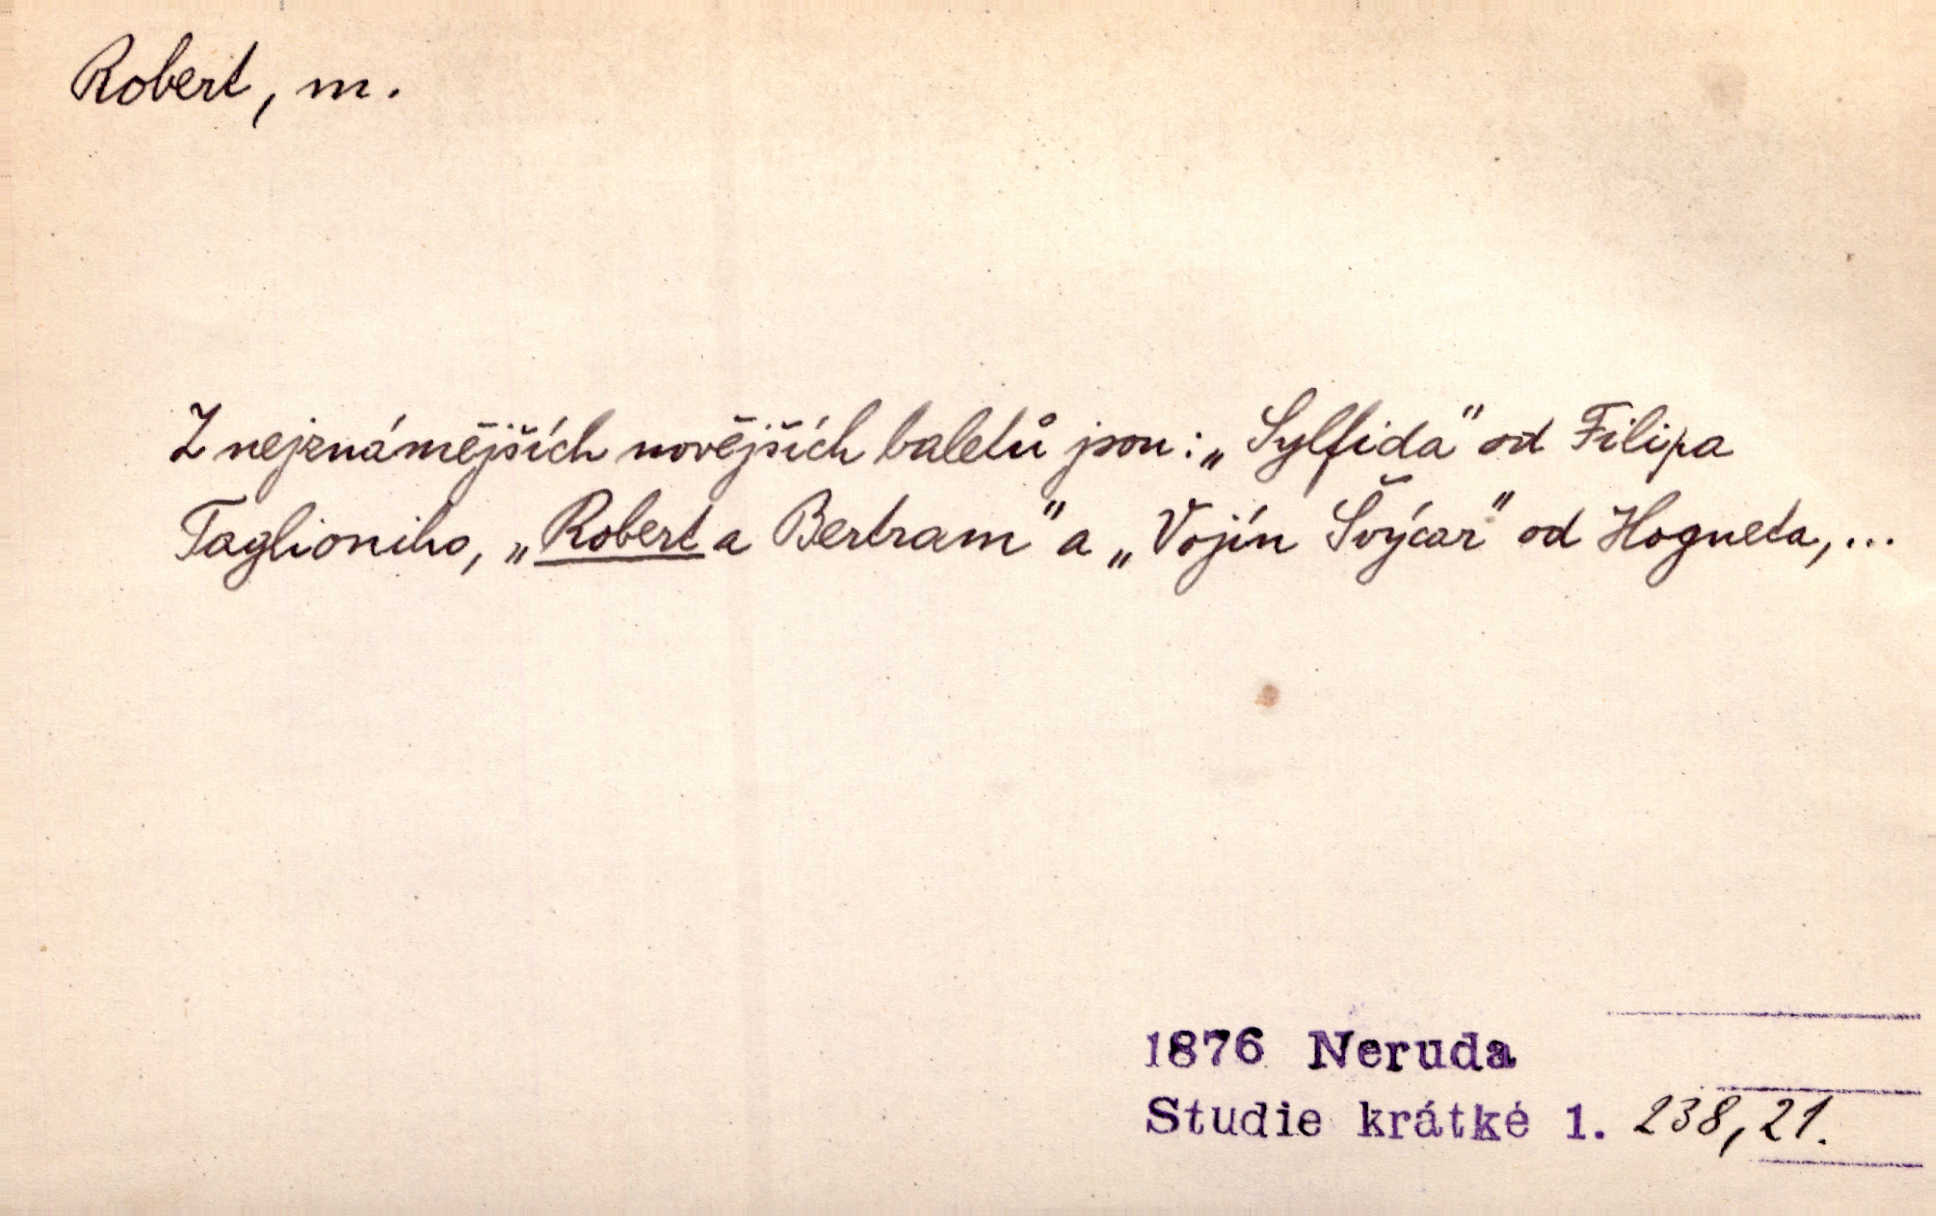 Robert, m.
Z nejznámějších novějších baletů jsou: „Sylfida" od Filipa
Taglioniho, „Robert a Bertram" a „Vojín Švýcar" od Hogueta, ...
1876 Neruda
Studie krátké 1. 238, 21.